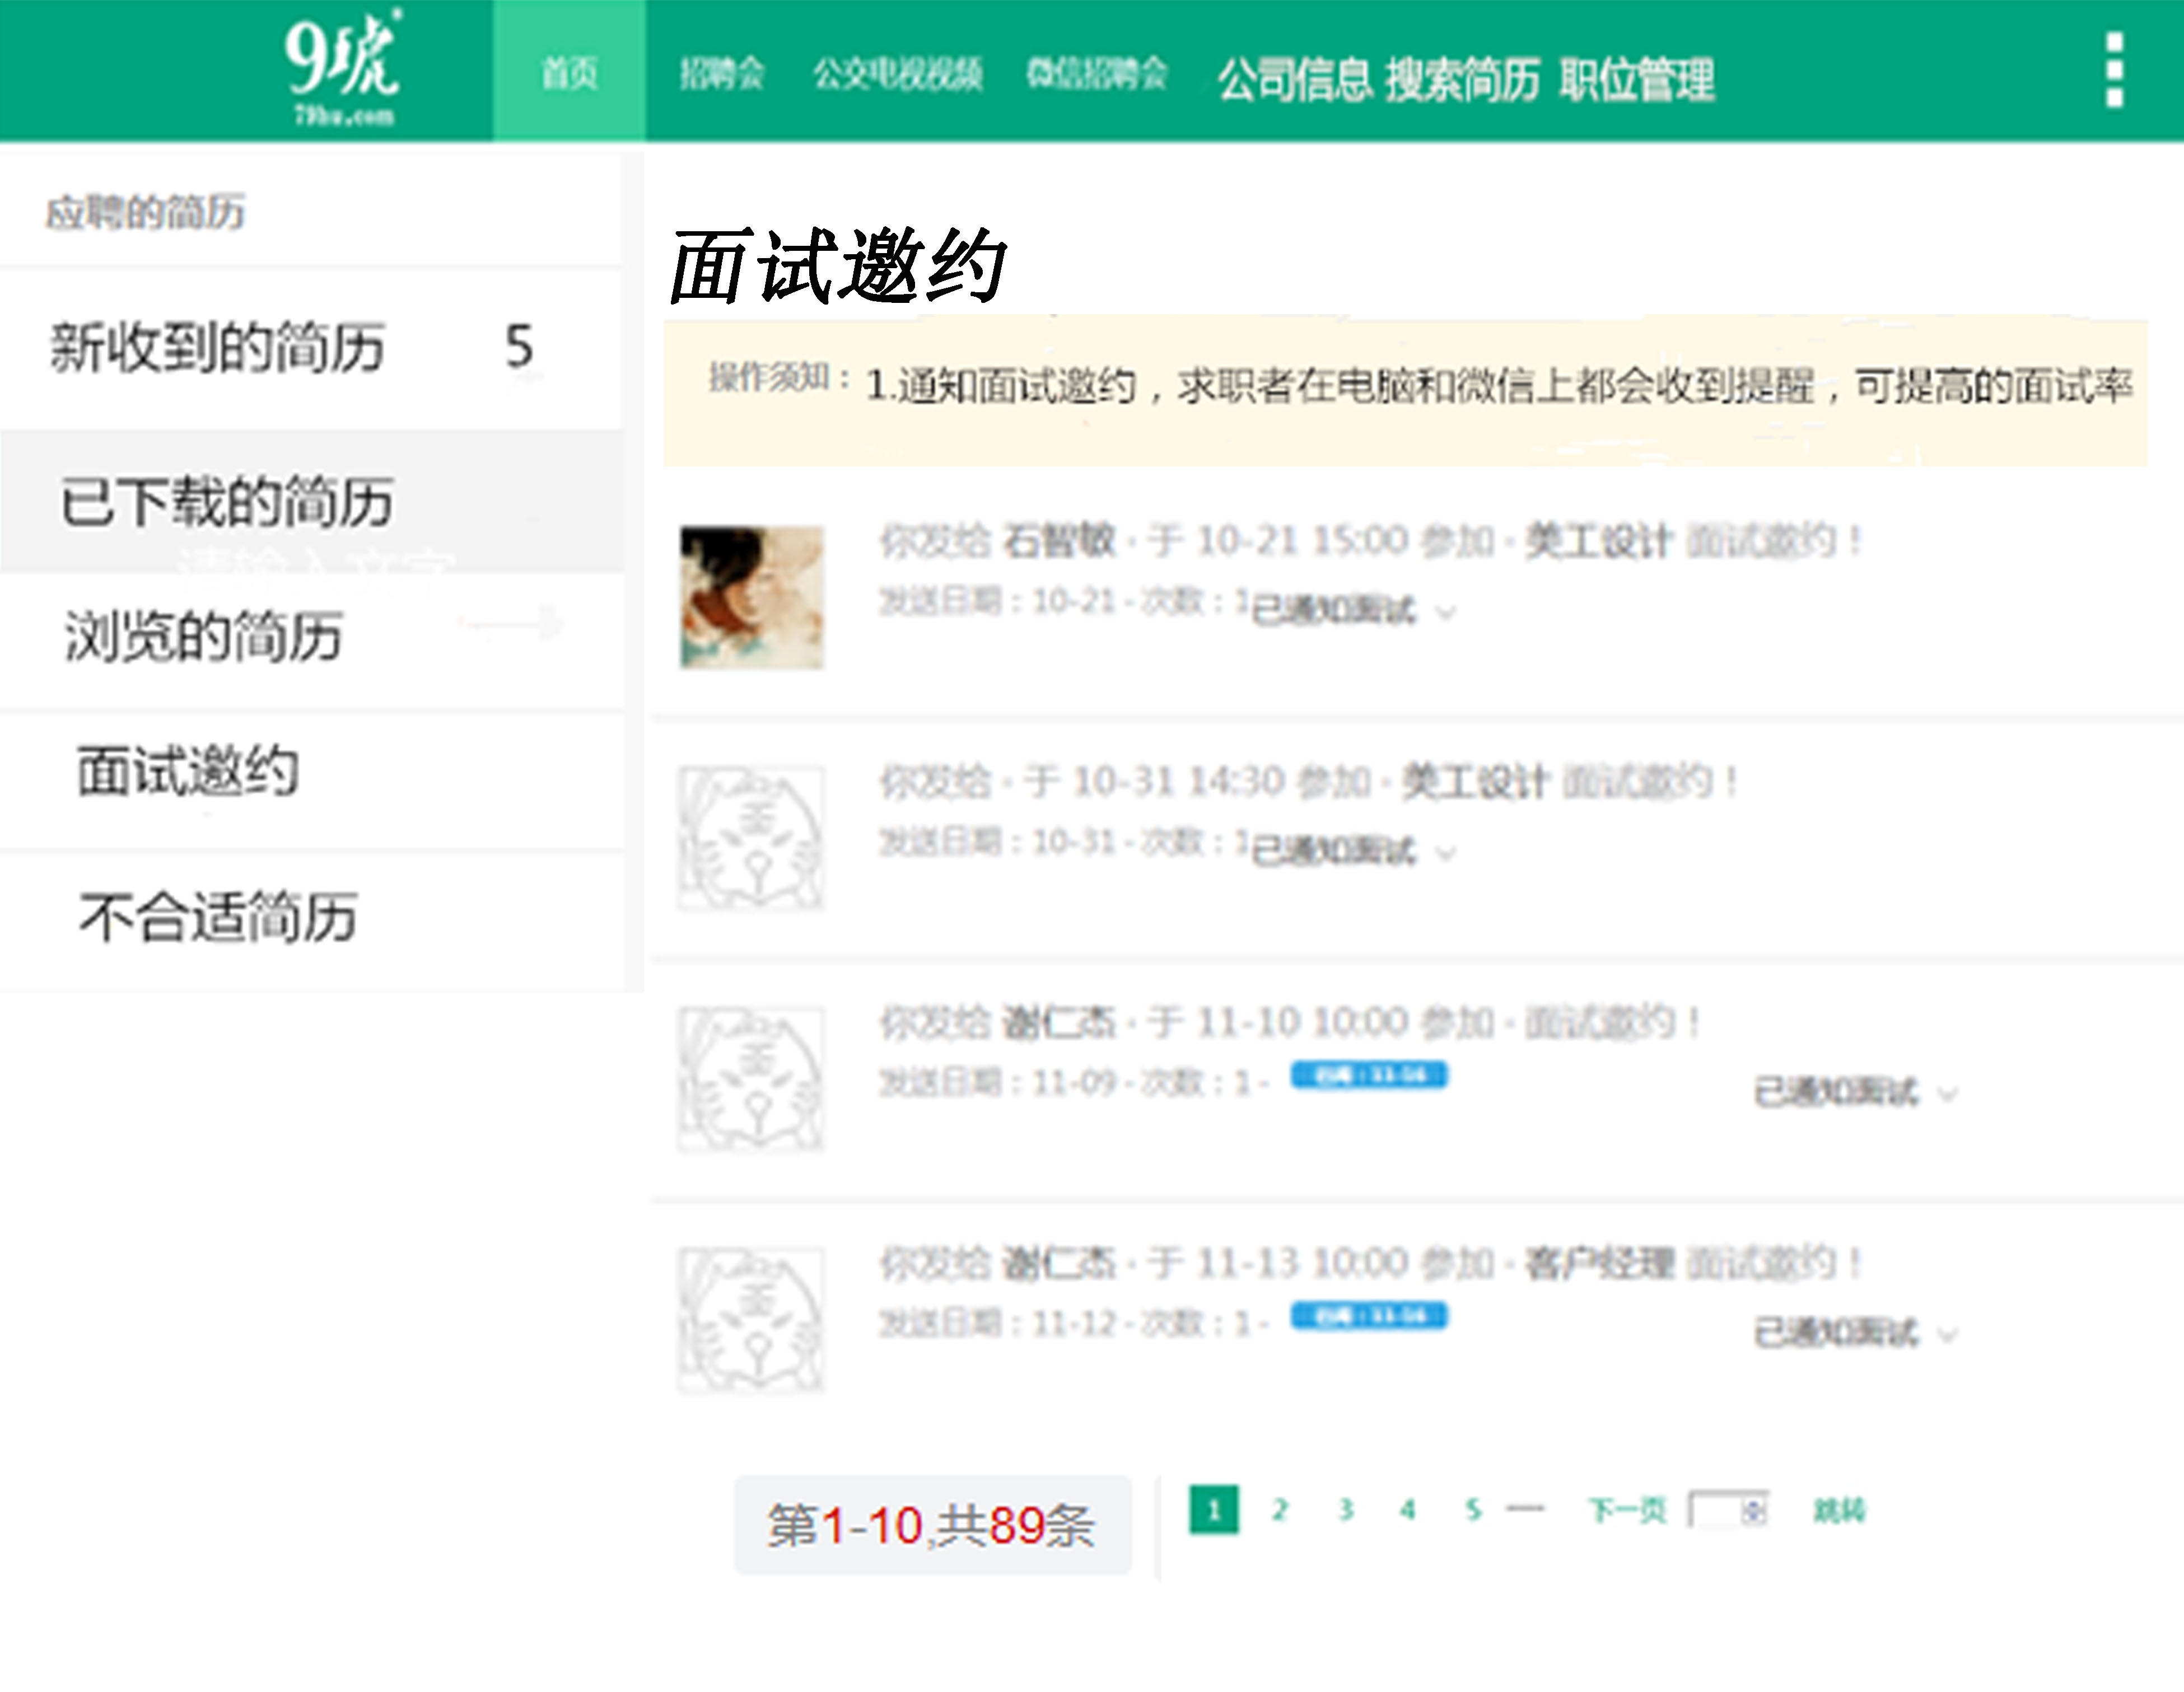 9琥
79hu.com
首页 招聘会 公交电视视频 微信招聘会 公司信息 搜索简历 职位管理
应聘的简历
新收到的简历 5
已下载的简历
请输入文字
浏览的简历
面试邀约
不合适简历
面试邀约
操作须知：1.通知面试邀约，求职者在电脑和微信上都会收到提醒，可提高的面试率
你发给 石智敏 · 于 10-21 15:00 参加 · 美工设计 面试邀约！
发送日期：10-21 - 次数：1 已通知面试
你发给 · 于 10-31 14:30 参加 · 美工设计 面试邀约！
发送日期：10-31 - 次数：1 已通知面试
你发给 谢仁杰 · 于 11-10 10:00 参加 · 面试邀约！
发送日期：11-09 - 次数：1 - 已通知面试
你发给 谢仁杰 · 于 11-13 10:00 参加 · 客户经理 面试邀约！
发送日期：11-12 - 次数：1 - 已通知面试
第1-10,共89条 1 2 3 4 5 — 下一页 跳转